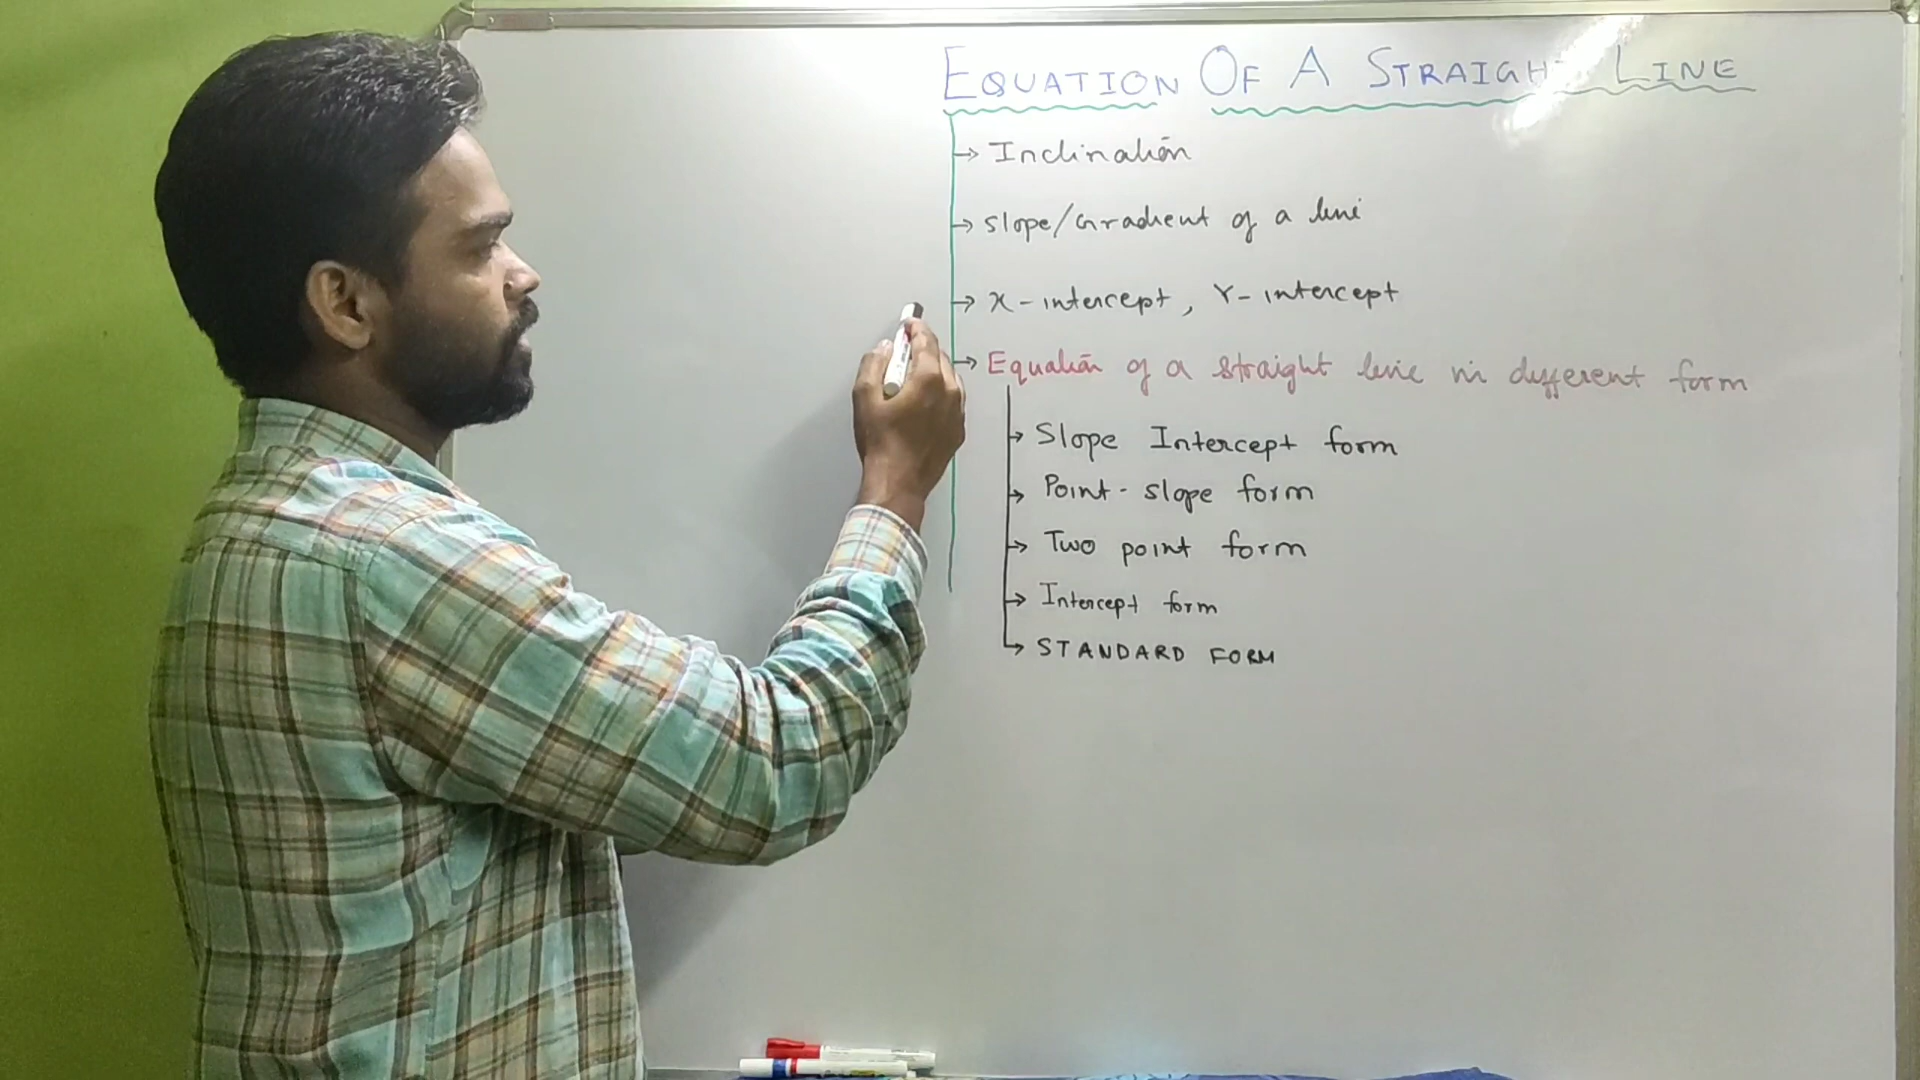 EQUATION OF A STRAIGHT LINE
→ Inclination
→ Slope/Gradient of a line
→ X-intercept, Y-intercept
→ Equation of a straight line in different form
→ Slope Intercept form
→ Point-slope form
→ Two point form
→ Intercept form
→ STANDARD FORM